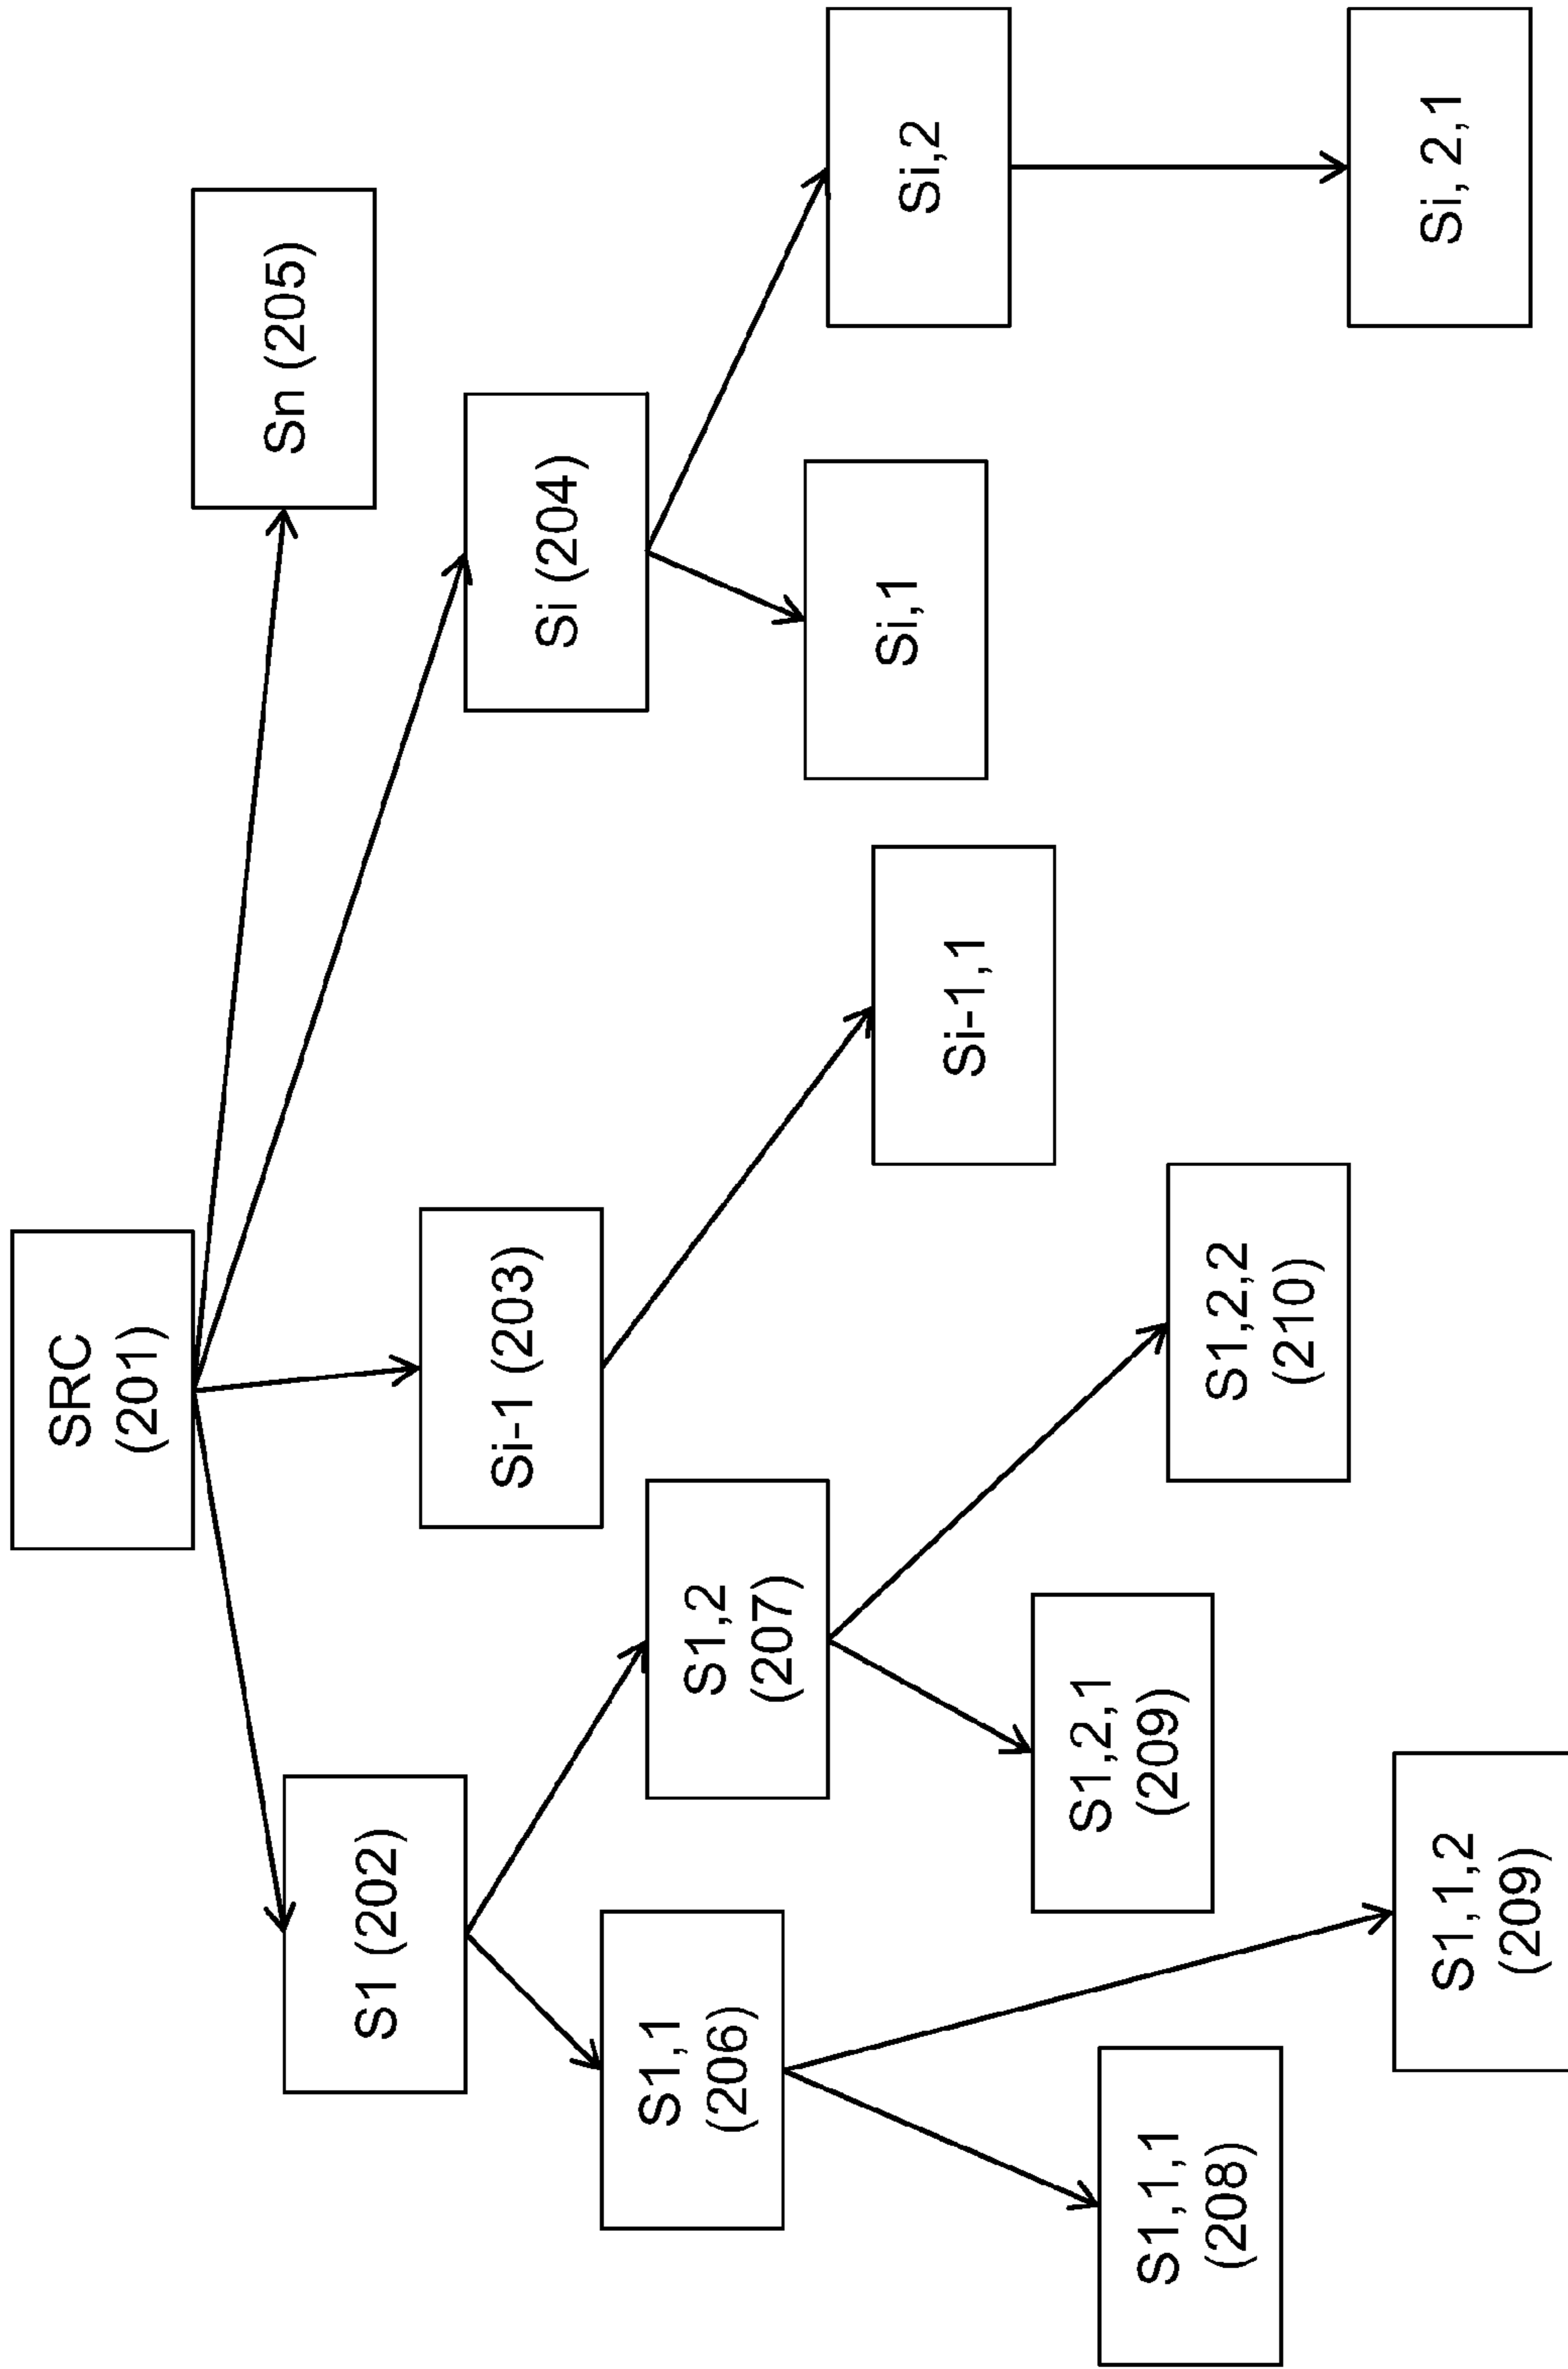 SRC
(201)
S1 (202)
Si-1 (203)
Si (204)
Sn (205)
S1,1
(206)
S1,2
(207)
Si-1,1
Si,1
Si,2
S1,1,1
(208)
S1,1,2
(209)
S1,2,1
(209)
S1,2,2
(210)
Si, 2,1